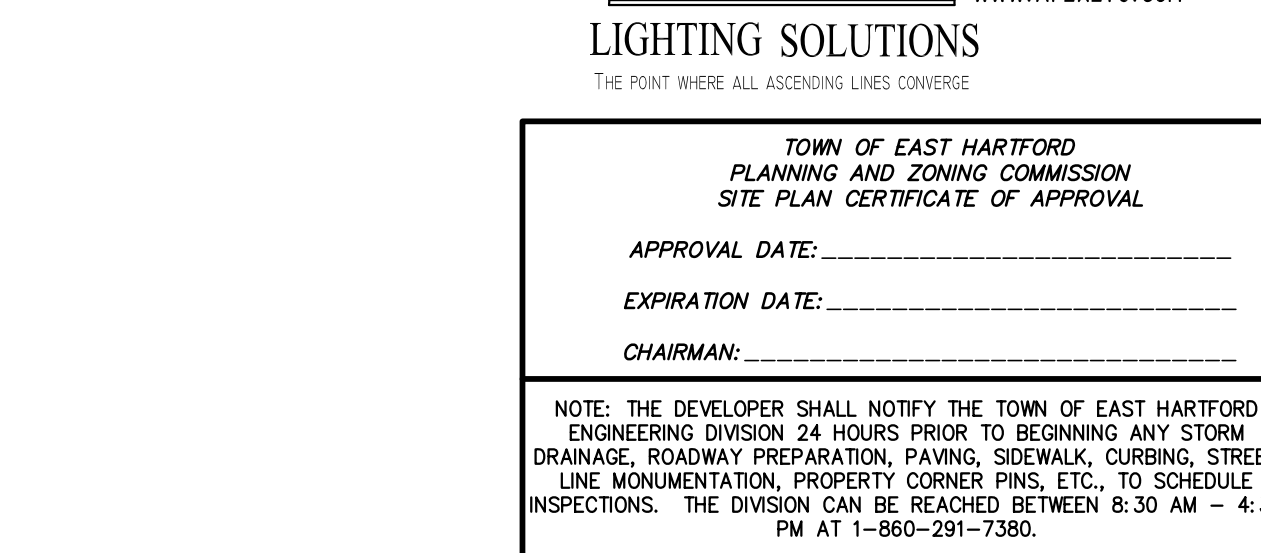 LIGHTING SOLUTIONS
THE POINT WHERE ALL ASCENDING LINES CONVERGE
TOWN OF EAST HARTFORD
PLANNING AND ZONING COMMISSION
SITE PLAN CERTIFICATE OF APPROVAL
APPROVAL DATE:_________________________
EXPIRATION DATE:_________________________
CHAIRMAN:______________________________
NOTE: THE DEVELOPER SHALL NOTIFY THE TOWN OF EAST HARTFORD
ENGINEERING DIVISION 24 HOURS PRIOR TO BEGINNING ANY STORM
DRAINAGE, ROADWAY PREPARATION, PAVING, SIDEWALK, CURBING,
LINE MONUMENTATION, PROPERTY CORNER PINS, ETC., TO SCHEDULE
INSPECTIONS. THE DIVISION CAN BE REACHED BETWEEN 8:30 AM –
PM AT 1–860–291–7380.